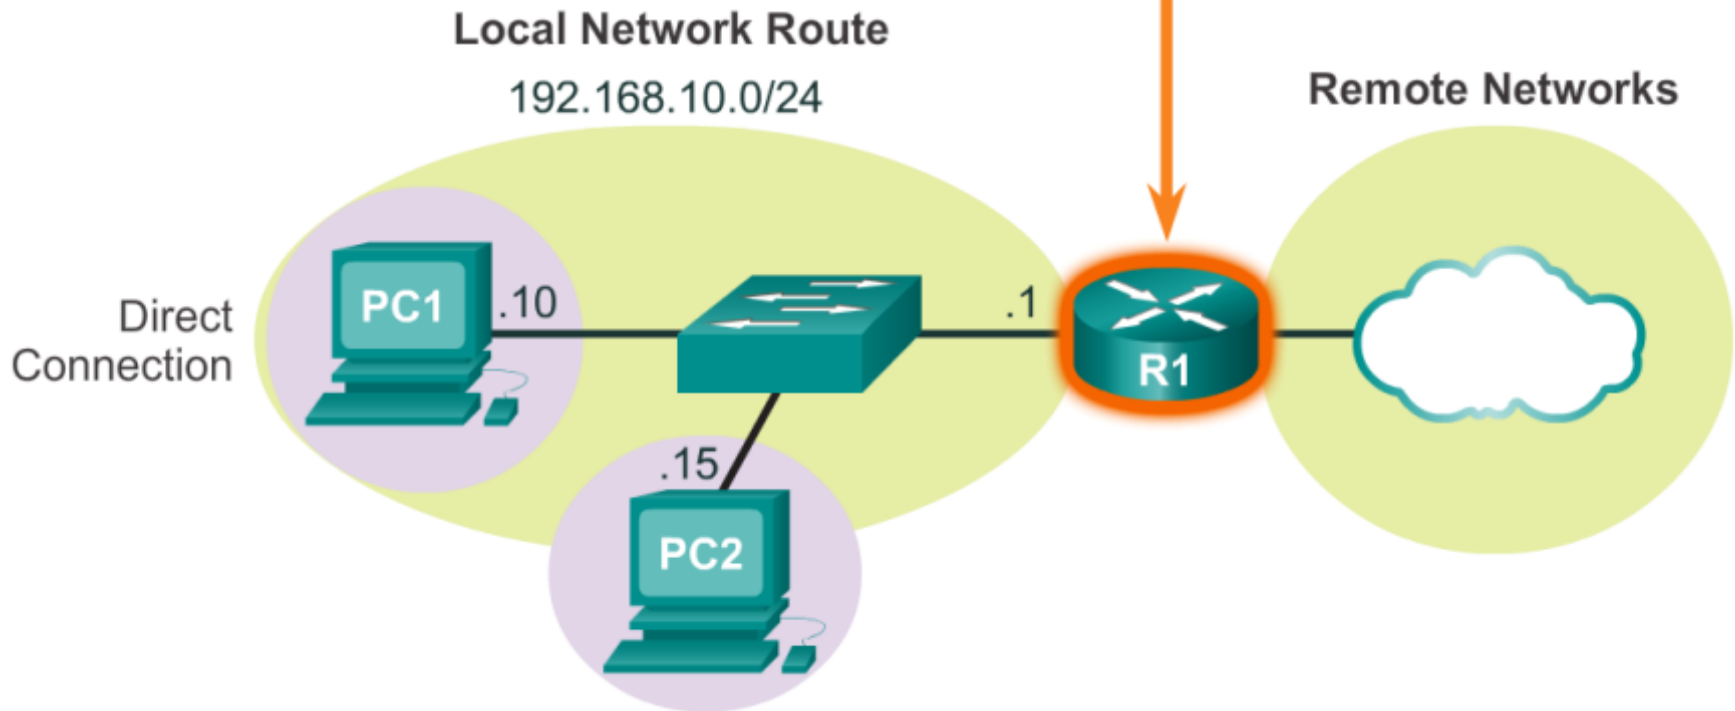 Local Network Route
192.168.10.0/24
Remote Networks
Direct
Connection
PC1
.10
.1
R1
.15
PC2